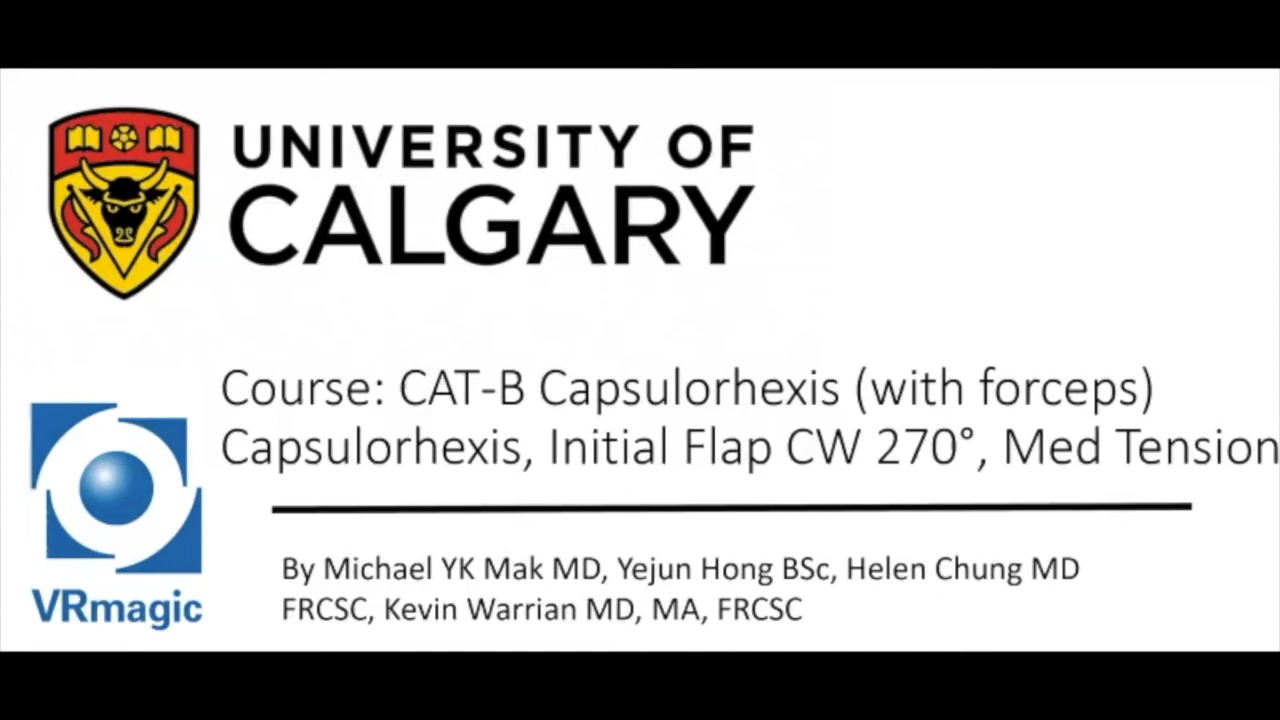 UNIVERSITY OF
CALGARY
Course: CAT-B Capsulorhexis (with forceps)
Capsulorhexis, Initial Flap CW 270°, Med Tension
By Michael YK Mak MD, Yejun Hong BSc, Helen Chung MD
FRCSC, Kevin Warrian MD, MA, FRCSC
VRmagic